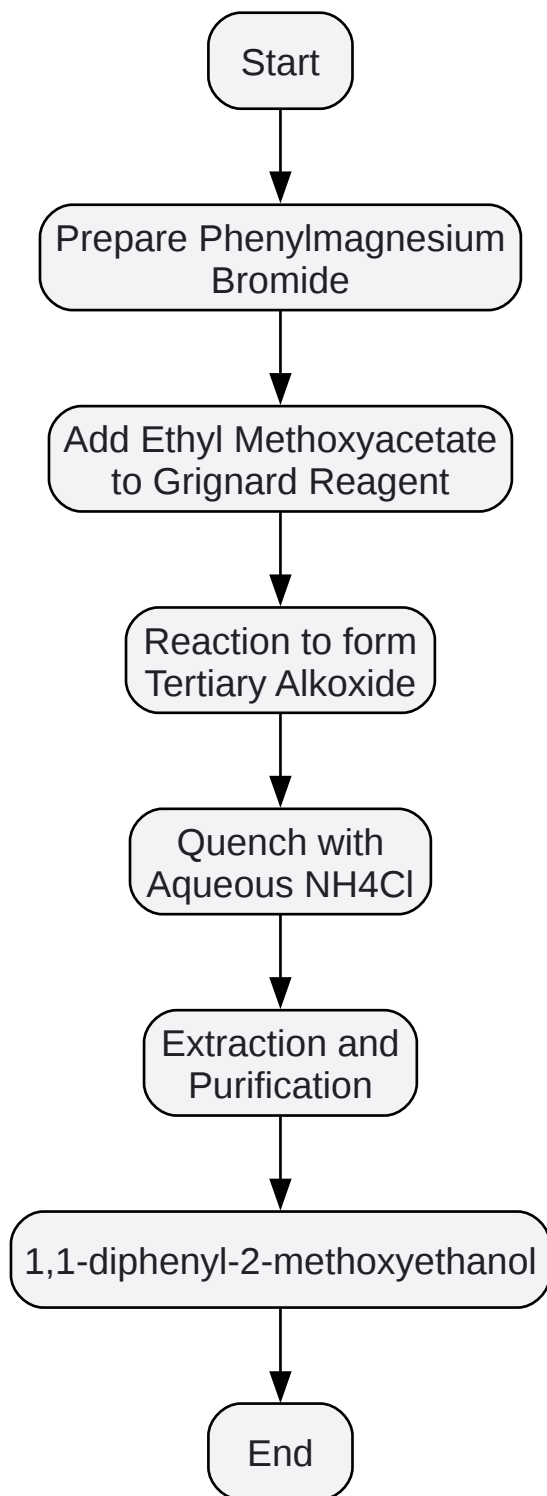 Start
Prepare Phenylmagnesium
Bromide
Add Ethyl Methoxyacetate
to Grignard Reagent
Reaction to form
Tertiary Alkoxide
Quench with
Aqueous NH4Cl
Extraction and
Purification
1,1-diphenyl-2-methoxyethanol
End